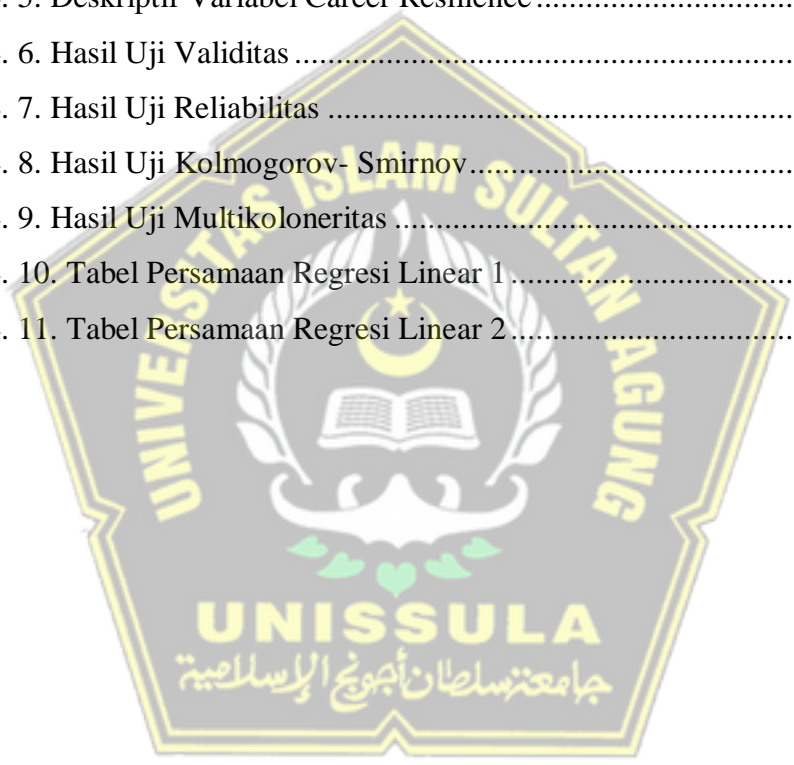 5. Deskriptif Variabel Career Resilience
. 6. Hasil Uji Validitas ....................................................
. 7. Hasil Uji Reliabilitas ................................................
. 8. Hasil Uji Kolmogorov- Smirnov....................................
. 9. Hasil Uji Multikoloneritas ...........................................
. 10. Tabel Persamaan Regresi Linear 1 ..............................
. 11. Tabel Persamaan Regresi Linear 2 ..............................
UNIVERSITAS ISLAM SULTAN AGUNG
UNISSULA
جامعة سلطان أجونج الإسلامية